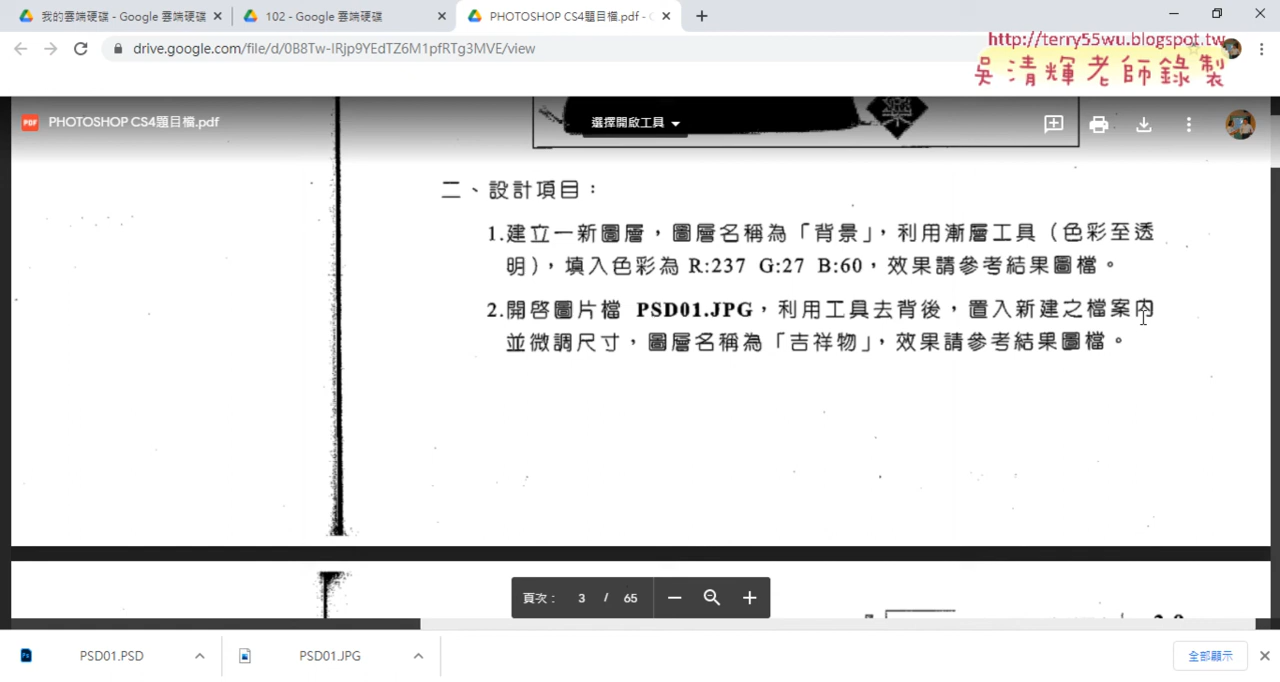 我的雲端硬碟 - Google 雲端硬碟
102 - Google 雲端硬碟
PHOTOSHOP CS4題目檔.pdf - G
drive.google.com/file/d/0B8Tw-IRjp9YEdTZ6M1pfRTg3MVE/view
http://terry55wu.blogspot.tw
吳清輝老師錄製
PDF PHOTOSHOP CS4題目檔.pdf
選擇開啟工具
二、設計項目：
1.建立一新圖層，圖層名稱為「背景」，利用漸層工具（色彩至透
明），填入色彩為 R:237 G:27 B:60，效果請參考結果圖檔。
2.開啓圖片檔 PSD01.JPG，利用工具去背後，置入新建之檔案內
並微調尺寸，圖層名稱為「吉祥物」，效果請參考結果圖檔。
頁次： 3 / 65
Ps PSD01.PSD
PSD01.JPG
全部顯示